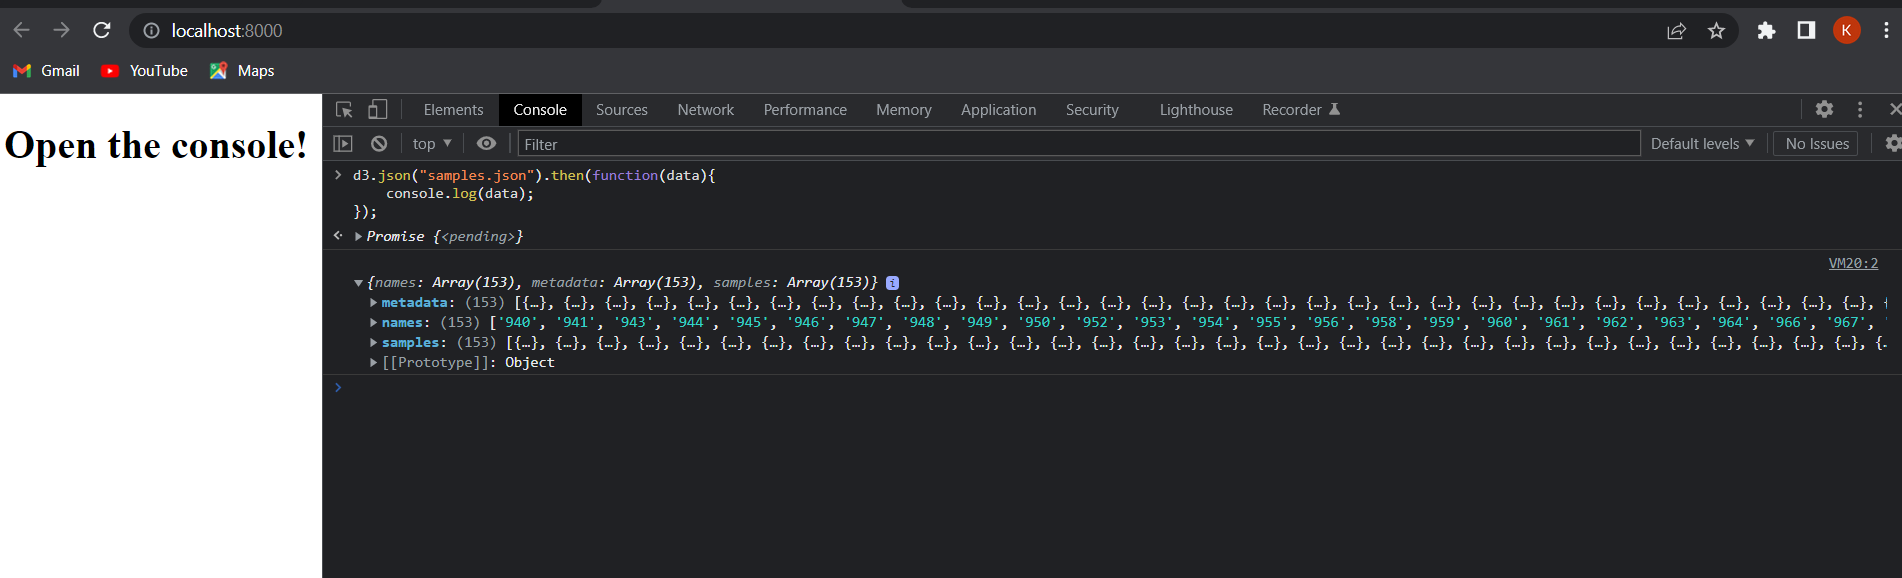 localhost:8000
K
Gmail YouTube Maps
Elements Console Sources Network Performance Memory Application Security Lighthouse Recorder
top Filter Default levels No Issues
Open the console!
d3.json("samples.json").then(function(data){
console.log(data);
});
Promise {<pending>}
VM20:2
{names: Array(153), metadata: Array(153), samples: Array(153)} i
metadata: (153) [{…}, {…}, {…}, {…}, {…}, {…}, {…}, {…}, {…}, {…}, {…}, {…}, {…}, {…}, {…}, {…}, {…}, {…}, {…}, {…}, {…}, {…}, {…}, {…}, {…}, {…}, {…}, {…}, {…}, {…}, {…}, {…}, {…}, {
names: (153) ['940', '941', '943', '944', '945', '946', '947', '948', '949', '950', '952', '953', '954', '955', '956', '958', '959', '960', '961', '962', '963', '964', '966', '967', '
samples: (153) [{…}, {…}, {…}, {…}, {…}, {…}, {…}, {…}, {…}, {…}, {…}, {…}, {…}, {…}, {…}, {…}, {…}, {…}, {…}, {…}, {…}, {…}, {…}, {…}, {…}, {…}, {…}, {…}, {…}, {…}, {…}, {…}, {…}, {…
[[Prototype]]: Object